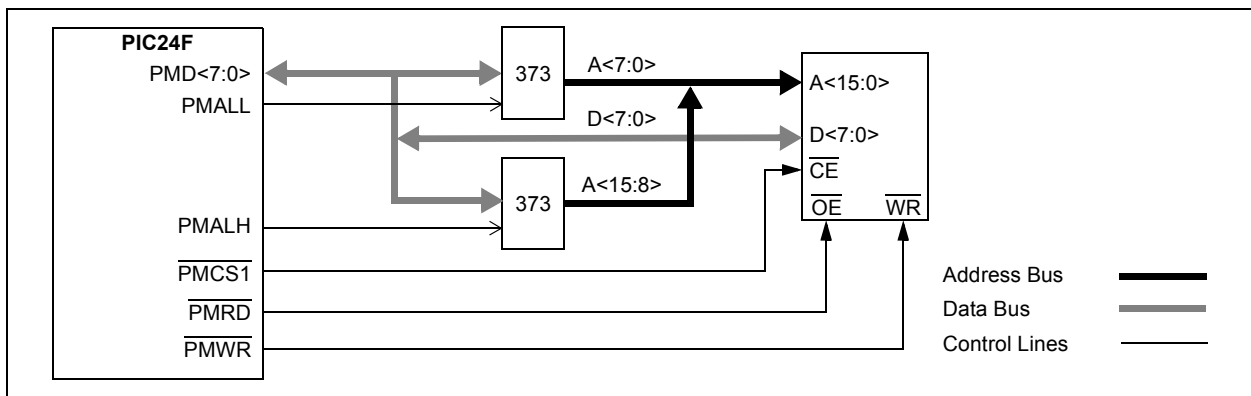 PIC24F
PMD<7:0>
PMALL
PMALH
PMCS1
PMRD
PMWR
373
373
A<7:0>
D<7:0>
A<15:8>
A<15:0>
D<7:0>
CE
OE WR
Address Bus
Data Bus
Control Lines